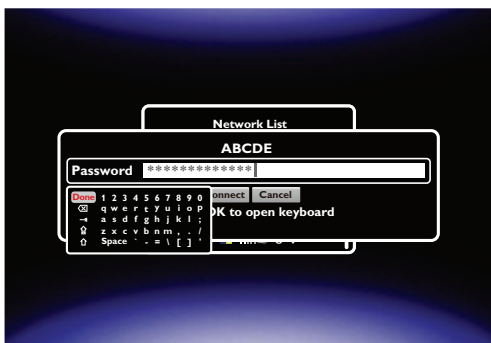 Network List
ABCDE
Password *************
Done 1 2 3 4 5 6 7 8 9 0
q w e r t y u i o p
a s d f g h j k l ;
z x c v b n m , . /
Space ` - = \ [ ] '
onnect Cancel
OK to open keyboard